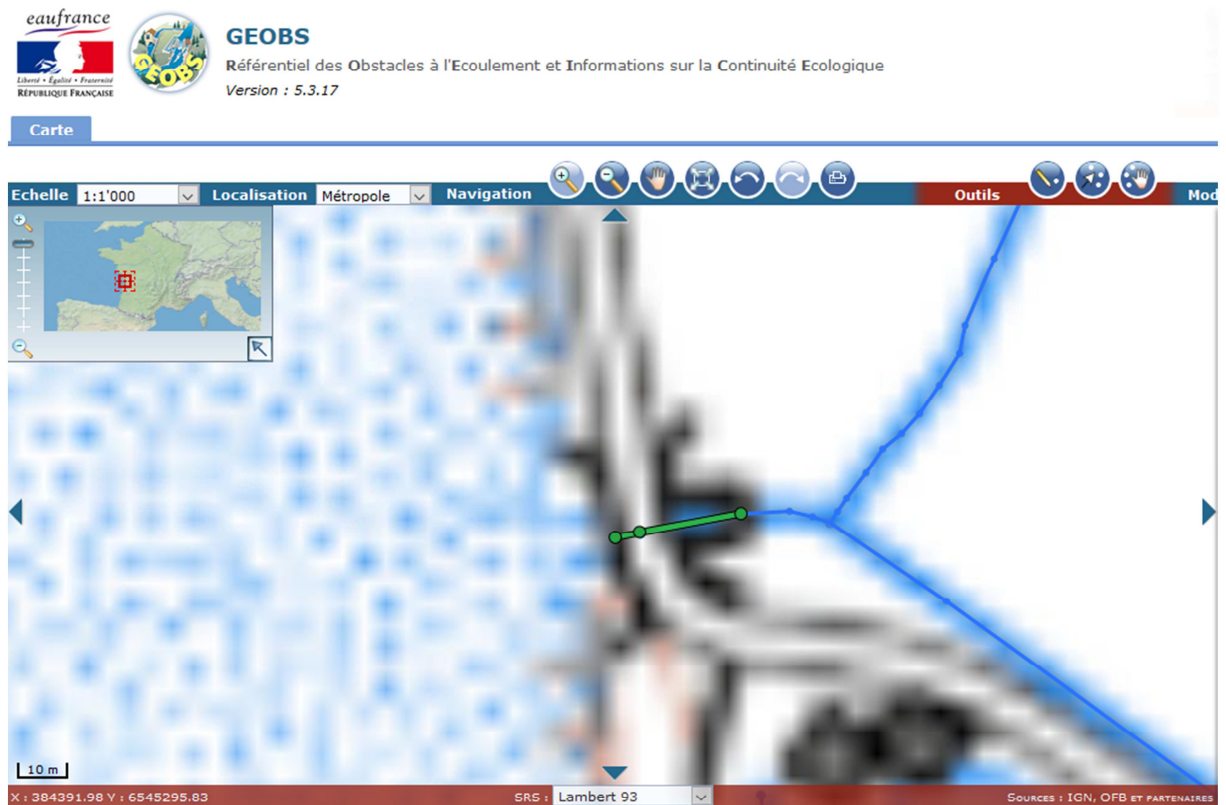 eaufrance
Liberté • Égalité • Fraternité
RÉPUBLIQUE FRANÇAISE
GEOBS
GEOBS
Référentiel des Obstacles à l'Ecoulement et Informations sur la Continuité Ecologique
Version : 5.3.17
Carte
Echelle 1:1'000 Localisation Métropole Navigation Outils Mod
10 m
X : 384391.98 Y : 6545295.83 SRS : Lambert 93 SOURCES : IGN, OFB ET PARTENAIRES